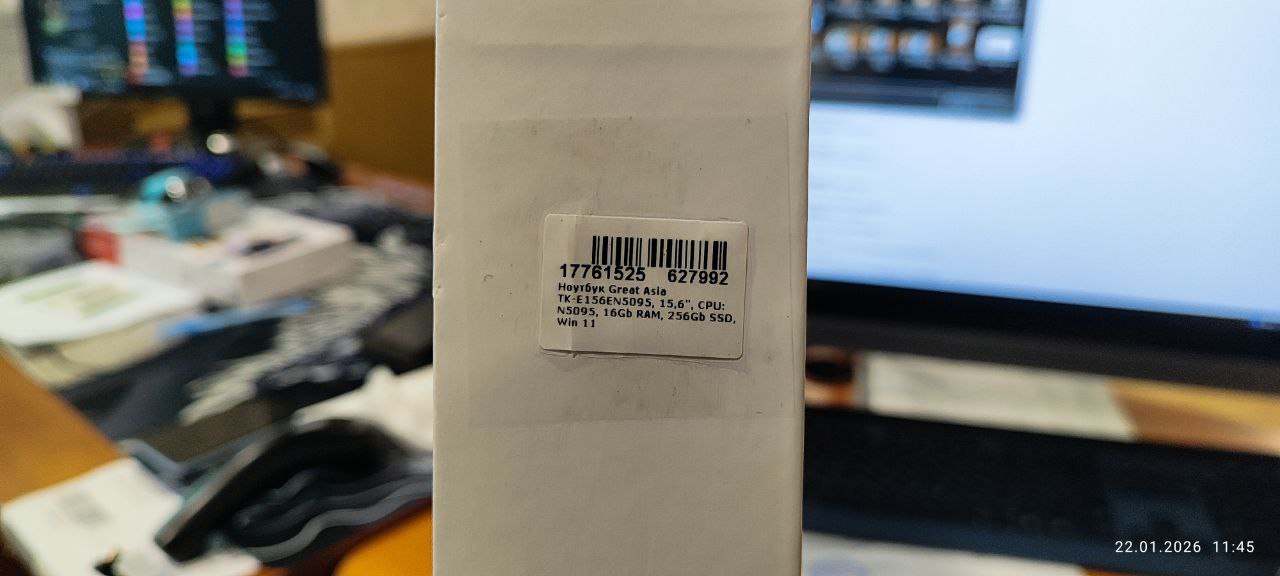 17761525 627992
Ноутбук Great Asia
TK-E156EN5095, 15,6", CPU:
N5095, 16Gb RAM, 256Gb SSD,
Win 11
22.01.2026 11:45